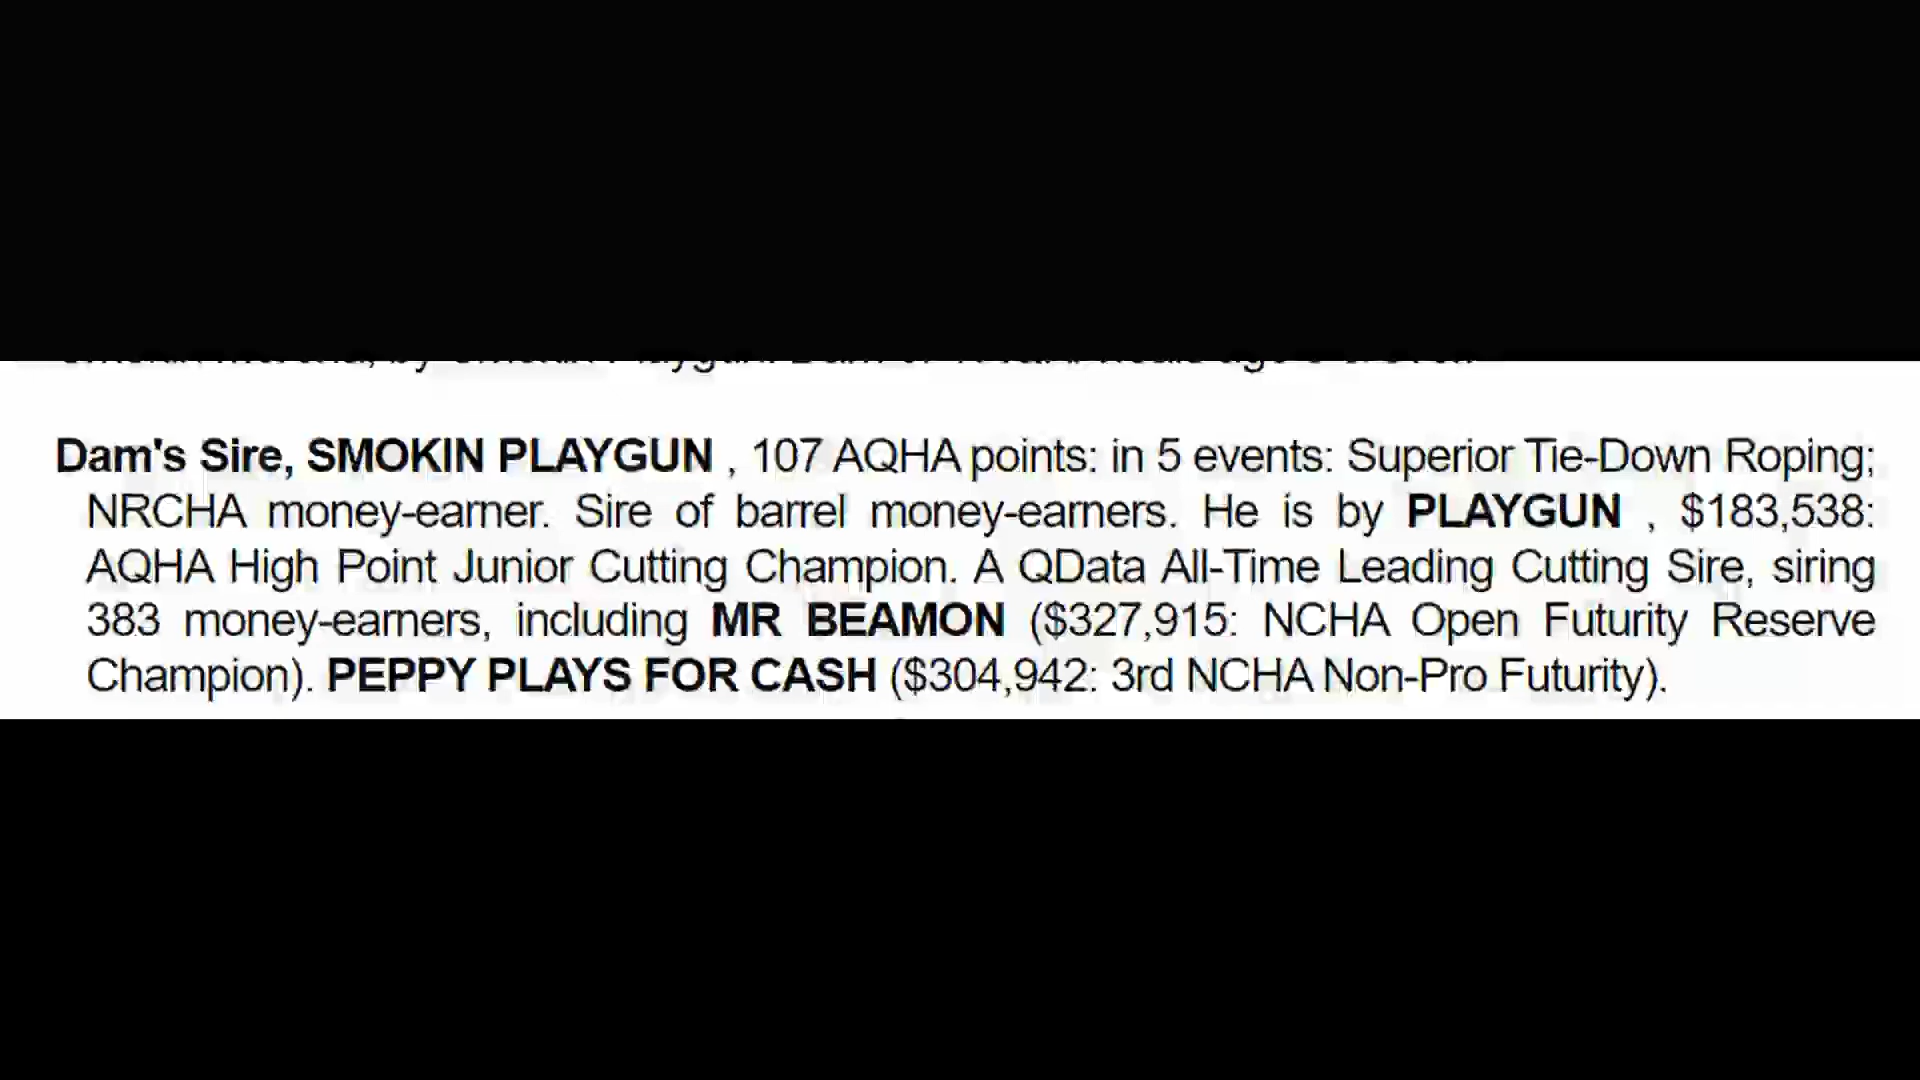 Dam's Sire, SMOKIN PLAYGUN , 107 AQHA points: in 5 events: Superior Tie-Down Roping;
NRCHA money-earner. Sire of barrel money-earners. He is by PLAYGUN , $183,538:
AQHA High Point Junior Cutting Champion. A QData All-Time Leading Cutting Sire, siring
383 money-earners, including MR BEAMON ($327,915: NCHA Open Futurity Reserve
Champion). PEPPY PLAYS FOR CASH ($304,942: 3rd NCHA Non-Pro Futurity).